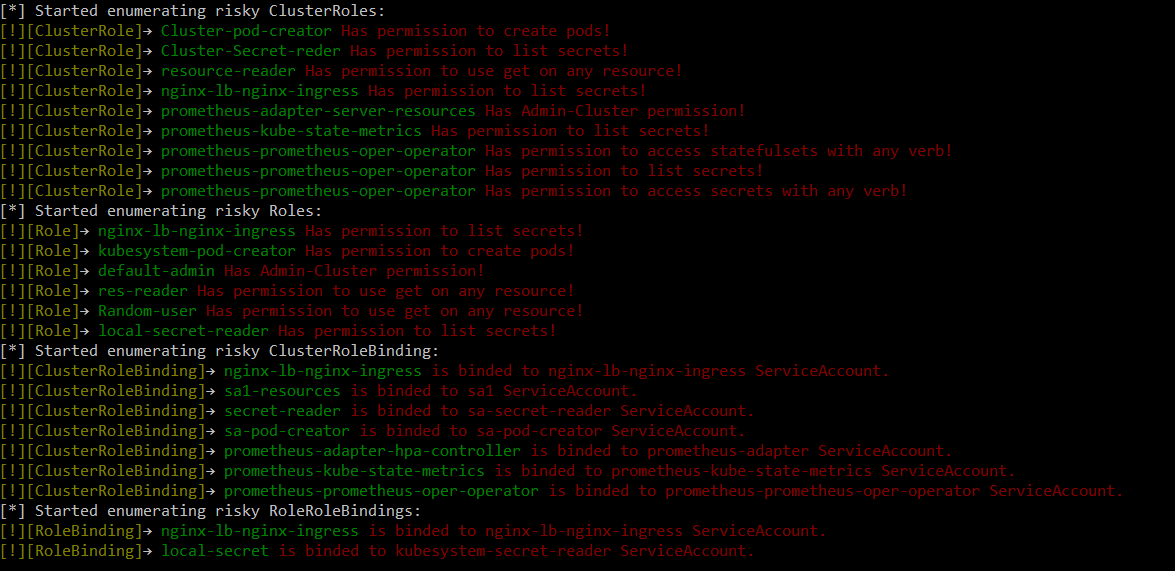 [*] Started enumerating risky ClusterRoles:
[!][ClusterRole]→ Cluster-pod-creator Has permission to create pods!
[!][ClusterRole]→ Cluster-Secret-reder Has permission to list secrets!
[!][ClusterRole]→ resource-reader Has permission to use get on any resource!
[!][ClusterRole]→ nginx-lb-nginx-ingress Has permission to list secrets!
[!][ClusterRole]→ prometheus-adapter-server-resources Has Admin-Cluster permission!
[!][ClusterRole]→ prometheus-kube-state-metrics Has permission to list secrets!
[!][ClusterRole]→ prometheus-prometheus-oper-operator Has permission to access statefulsets with any verb!
[!][ClusterRole]→ prometheus-prometheus-oper-operator Has permission to list secrets!
[!][ClusterRole]→ prometheus-prometheus-oper-operator Has permission to access secrets with any verb!
[*] Started enumerating risky Roles:
[!][Role]→ nginx-lb-nginx-ingress Has permission to list secrets!
[!][Role]→ kubesystem-pod-creator Has permission to create pods!
[!][Role]→ default-admin Has Admin-Cluster permission!
[!][Role]→ res-reader Has permission to use get on any resource!
[!][Role]→ Random-user Has permission to use get on any resource!
[!][Role]→ local-secret-reader Has permission to list secrets!
[*] Started enumerating risky ClusterRoleBinding:
[!][ClusterRoleBinding]→ nginx-lb-nginx-ingress is binded to nginx-lb-nginx-ingress ServiceAccount.
[!][ClusterRoleBinding]→ sa1-resources is binded to sa1 ServiceAccount.
[!][ClusterRoleBinding]→ secret-reader is binded to sa-secret-reader ServiceAccount.
[!][ClusterRoleBinding]→ sa-pod-creator is binded to sa-pod-creator ServiceAccount.
[!][ClusterRoleBinding]→ prometheus-adapter-hpa-controller is binded to prometheus-adapter ServiceAccount.
[!][ClusterRoleBinding]→ prometheus-kube-state-metrics is binded to prometheus-kube-state-metrics ServiceAccount.
[!][ClusterRoleBinding]→ prometheus-prometheus-oper-operator is binded to prometheus-prometheus-oper-operator ServiceAccount.
[*] Started enumerating risky RoleRoleBindings:
[!][RoleBinding]→ nginx-lb-nginx-ingress is binded to nginx-lb-nginx-ingress ServiceAccount.
[!][RoleBinding]→ local-secret is binded to kubesystem-secret-reader ServiceAccount.